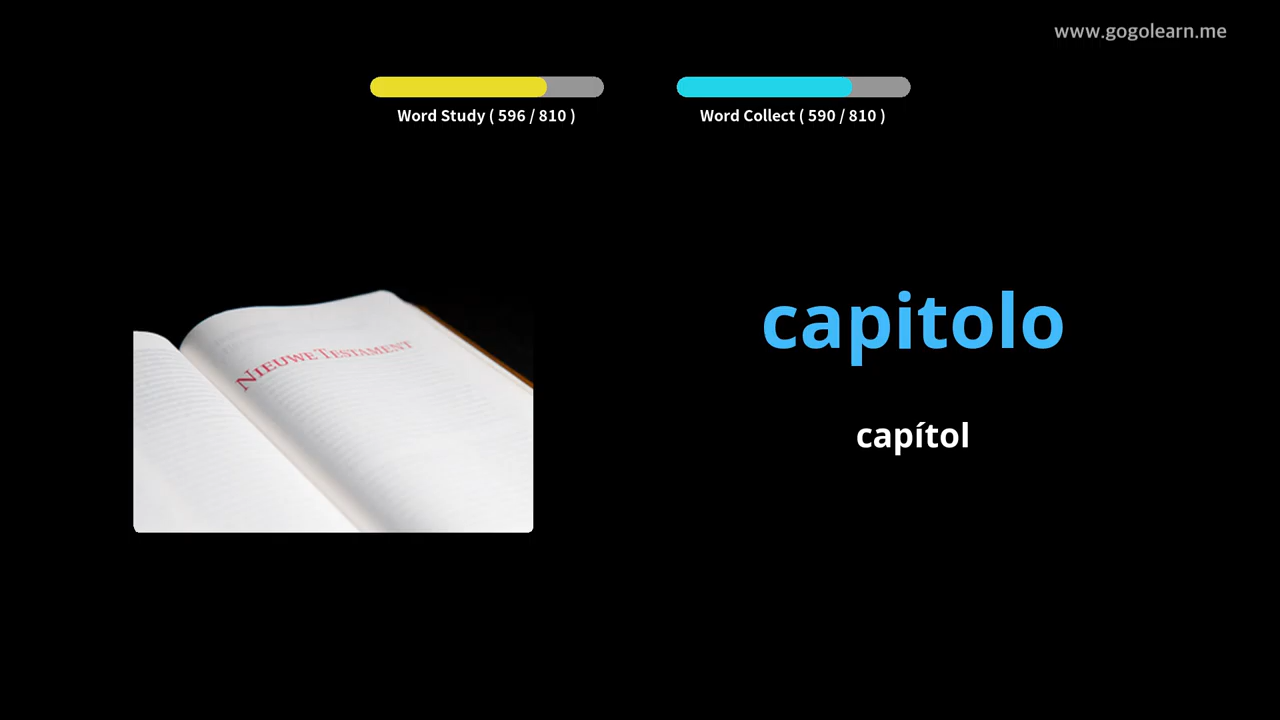 www.gogolearn.me
Word Study ( 596 / 810 )
Word Collect ( 590 / 810 )
NIEUWE TESTAMENT
capitolo
capítol